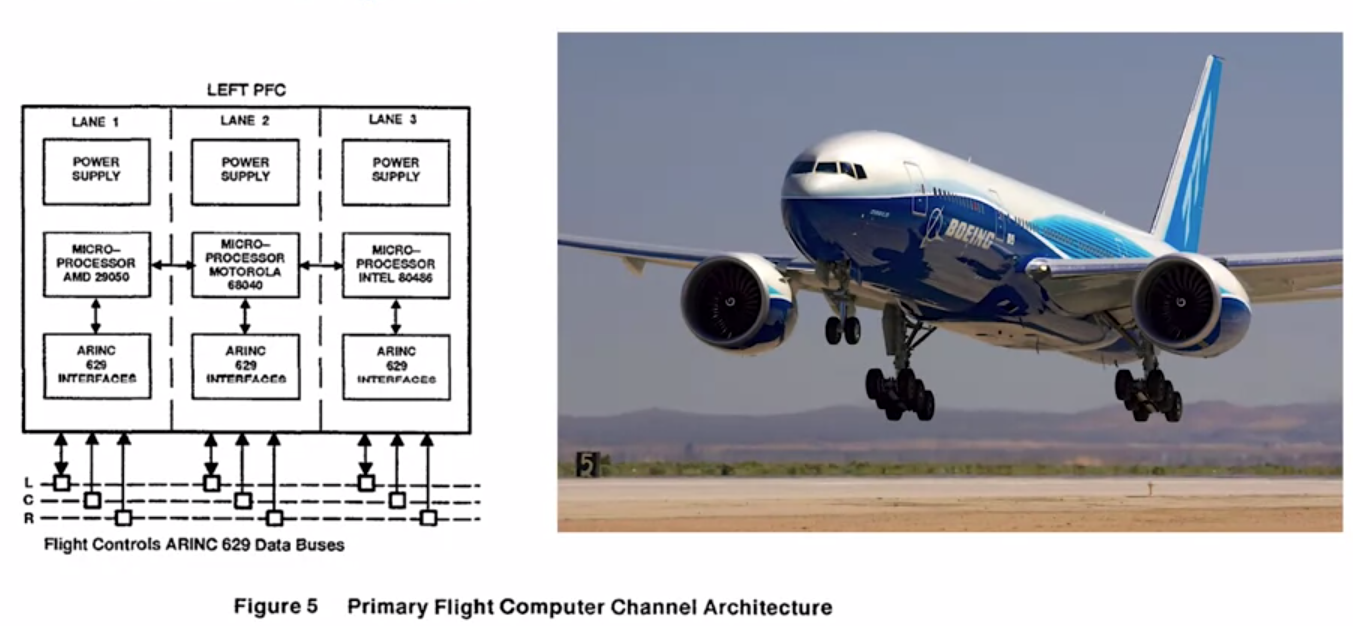 LEFT PFC
LANE 1
LANE 2
LANE 3
POWER
SUPPLY
POWER
SUPPLY
POWER
SUPPLY
MICRO–
PROCESSOR
AMD 29050
MICRO–
PROCESSOR
MOTOROLA
68040
MICRO–
PROCESSOR
INTEL 80486
ARINC
629
INTERFACES
ARINC
629
INTERFACES
ARINC
629
INTERFACES
L
C
R
Flight Controls ARINC 629 Data Buses
BOEING
5
Figure 5 Primary Flight Computer Channel Architecture